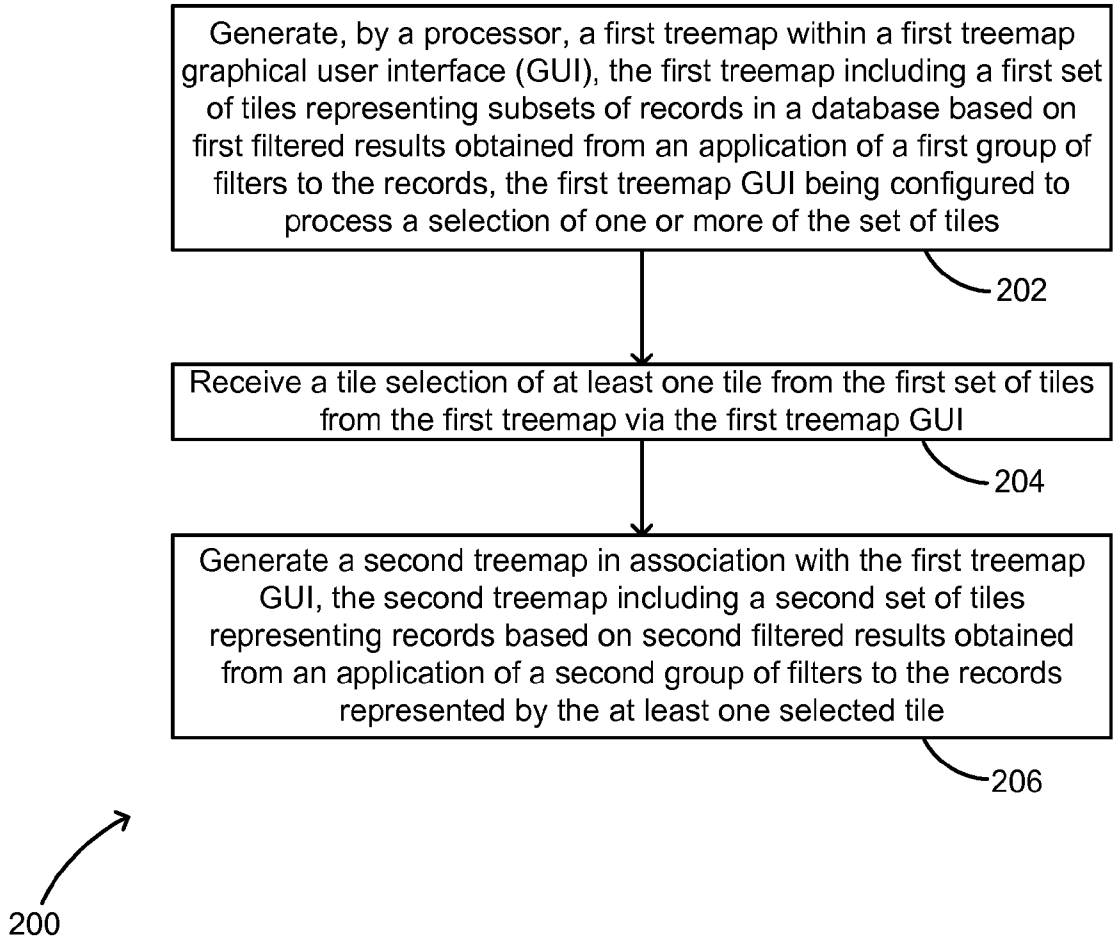 Generate, by a processor, a first treemap within a first treemap
graphical user interface (GUI), the first treemap including a first set
of tiles representing subsets of records in a database based on
first filtered results obtained from an application of a first group of
filters to the records, the first treemap GUI being configured to
process a selection of one or more of the set of tiles
202
Receive a tile selection of at least one tile from the first set of tiles
from the first treemap via the first treemap GUI
204
Generate a second treemap in association with the first treemap
GUI, the second treemap including a second set of tiles
representing records based on second filtered results obtained
from an application of a second group of filters to the records
represented by the at least one selected tile
206
200